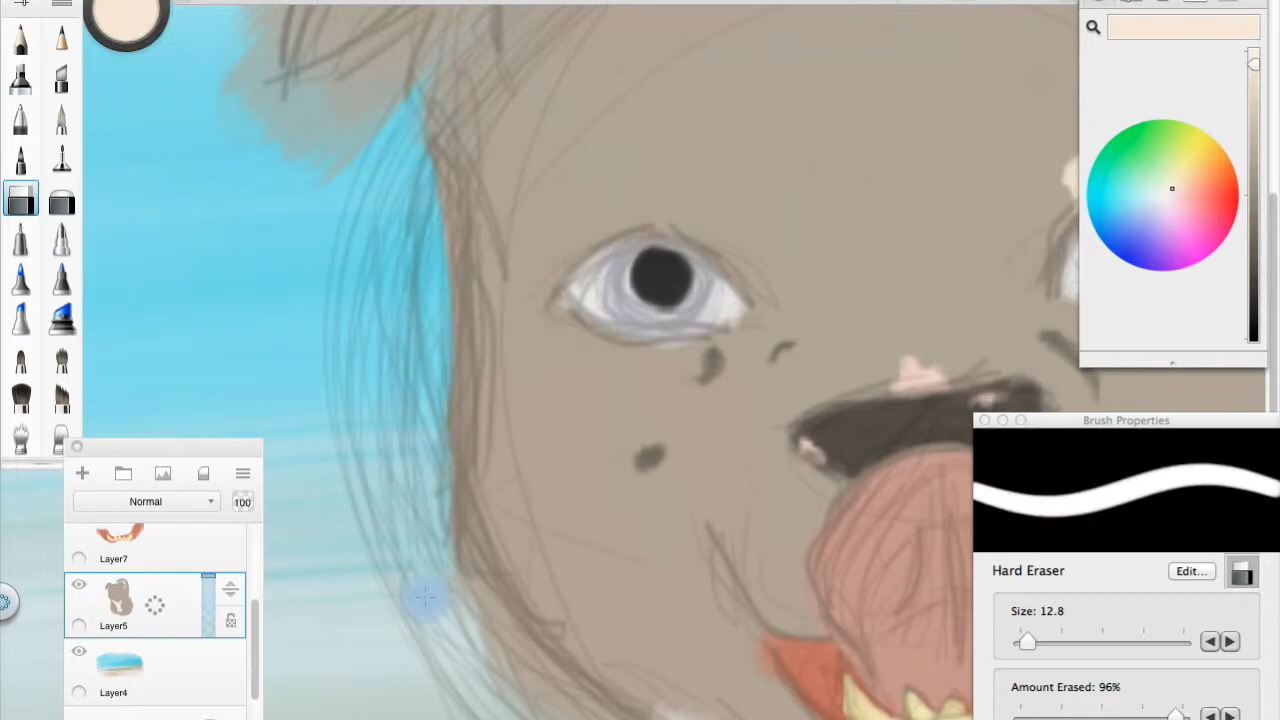 Normal
100
Layer7
Layer5
Layer4
Brush Properties
Hard Eraser
Edit...
Size: 12.8
Amount Erased: 96%